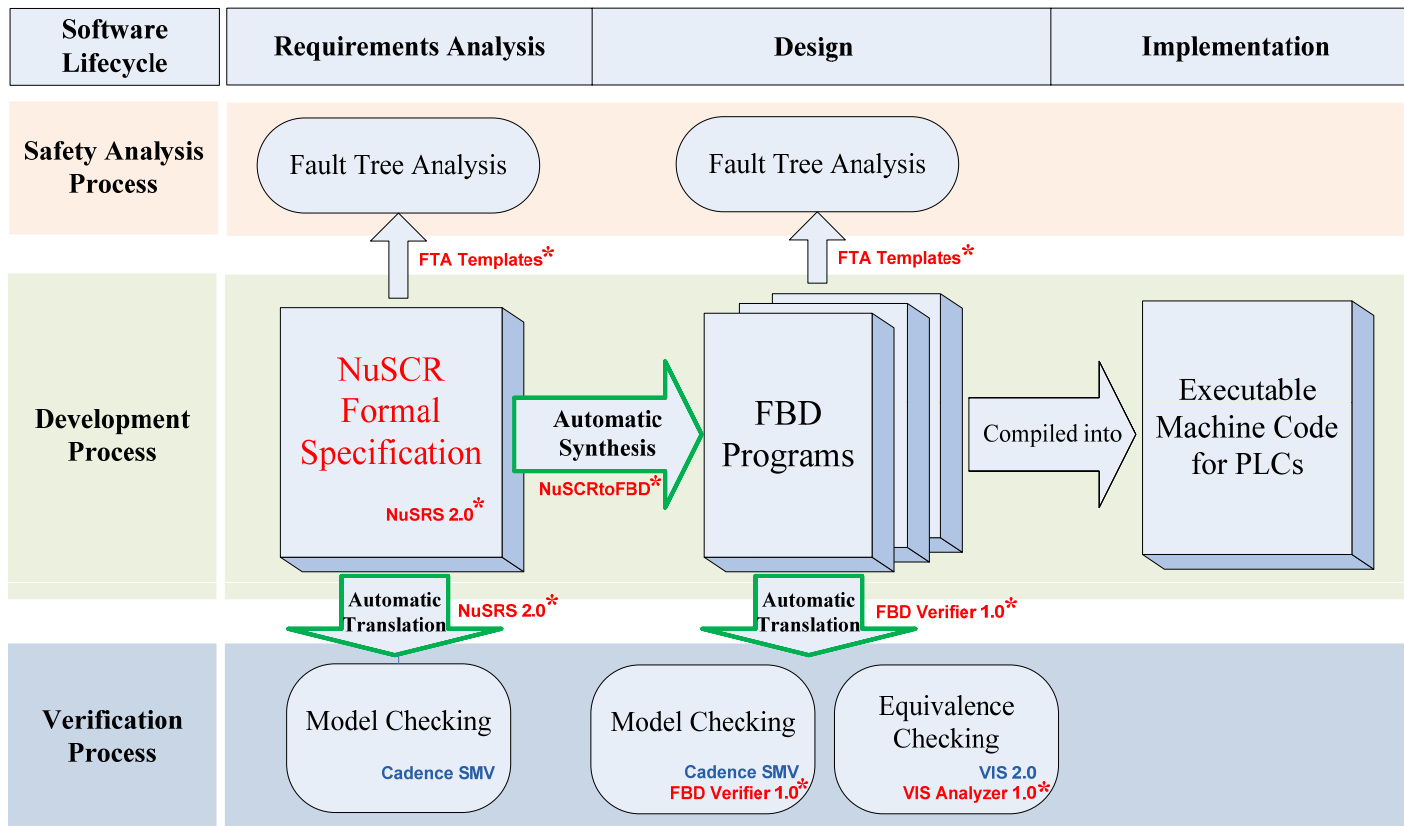 Software
Lifecycle
Requirements Analysis
Design
Implementation
Safety Analysis
Process
Fault Tree Analysis
Fault Tree Analysis
FTA Templates*
FTA Templates*
Development
Process
NuSCR
Formal
Specification
NuSRS 2.0*
Automatic
Synthesis
NuSCRtoFBD*
FBD
Programs
Compiled into
Executable
Machine Code
for PLCs
Automatic
Translation
NuSRS 2.0*
Automatic
Translation
FBD Verifier 1.0*
Verification
Process
Model Checking
Cadence SMV
Model Checking
Cadence SMV
FBD Verifier 1.0*
Equivalence
Checking
VIS 2.0
VIS Analyzer 1.0*